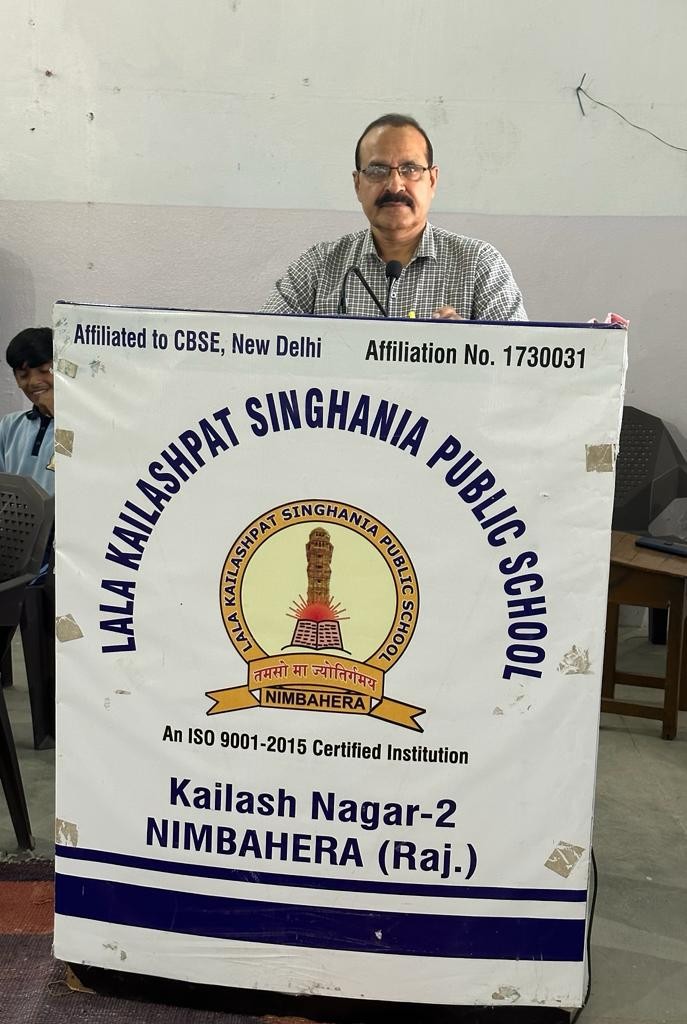 Affiliated to CBSE, New Delhi
Affiliation No. 1730031
LALA KAILASHPAT SINGHANIA PUBLIC SCHOOL
LALA KAILASHPAT SINGHANIA PUBLIC SCHOOL
तमसो मा ज्योतिर्गमय
NIMBAHERA
An ISO 9001-2015 Certified Institution
Kailash Nagar-2
NIMBAHERA (Raj.)